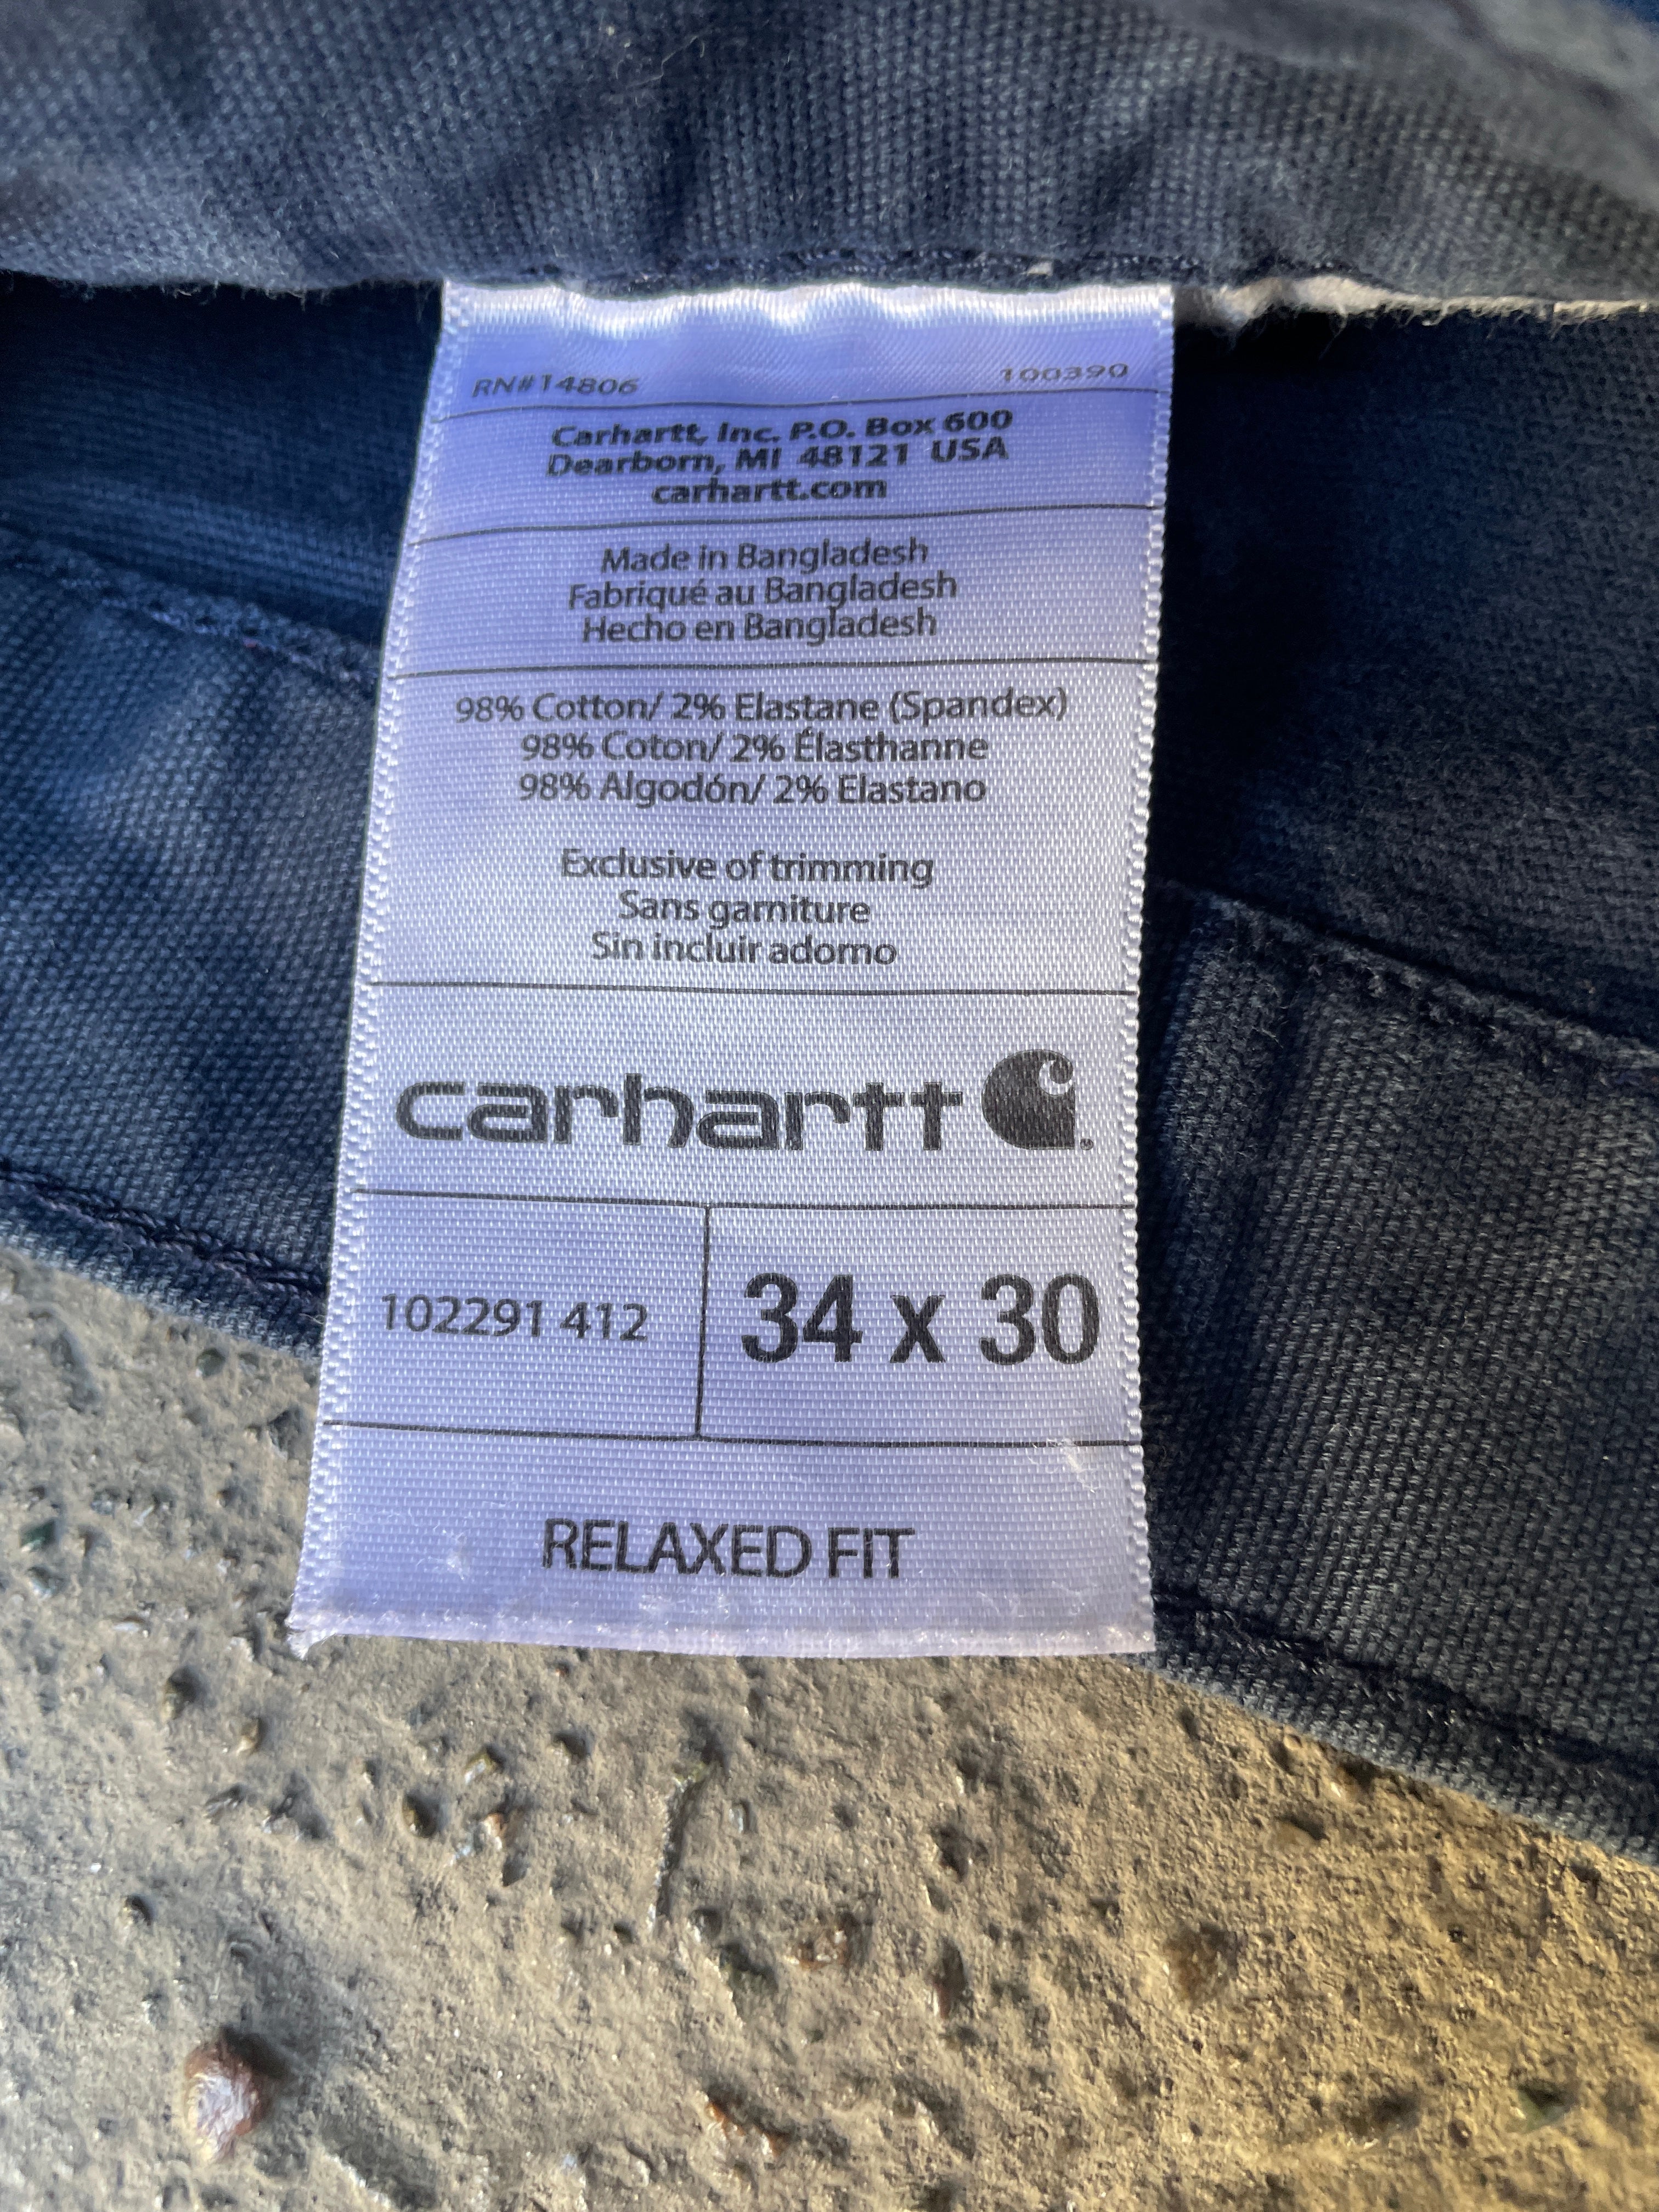 RN#14806 100390
Carhartt, Inc. P.O. Box 600
Dearborn, MI 48121 USA
carhartt.com
Made in Bangladesh
Fabriqué au Bangladesh
Hecho en Bangladesh
98% Cotton/ 2% Elastane (Spandex)
98% Coton/ 2% Élasthanne
98% Algodón/ 2% Elastano
Exclusive of trimming
Sans garniture
Sin incluir adorno
carhartt
102291 412 34 x 30
RELAXED FIT